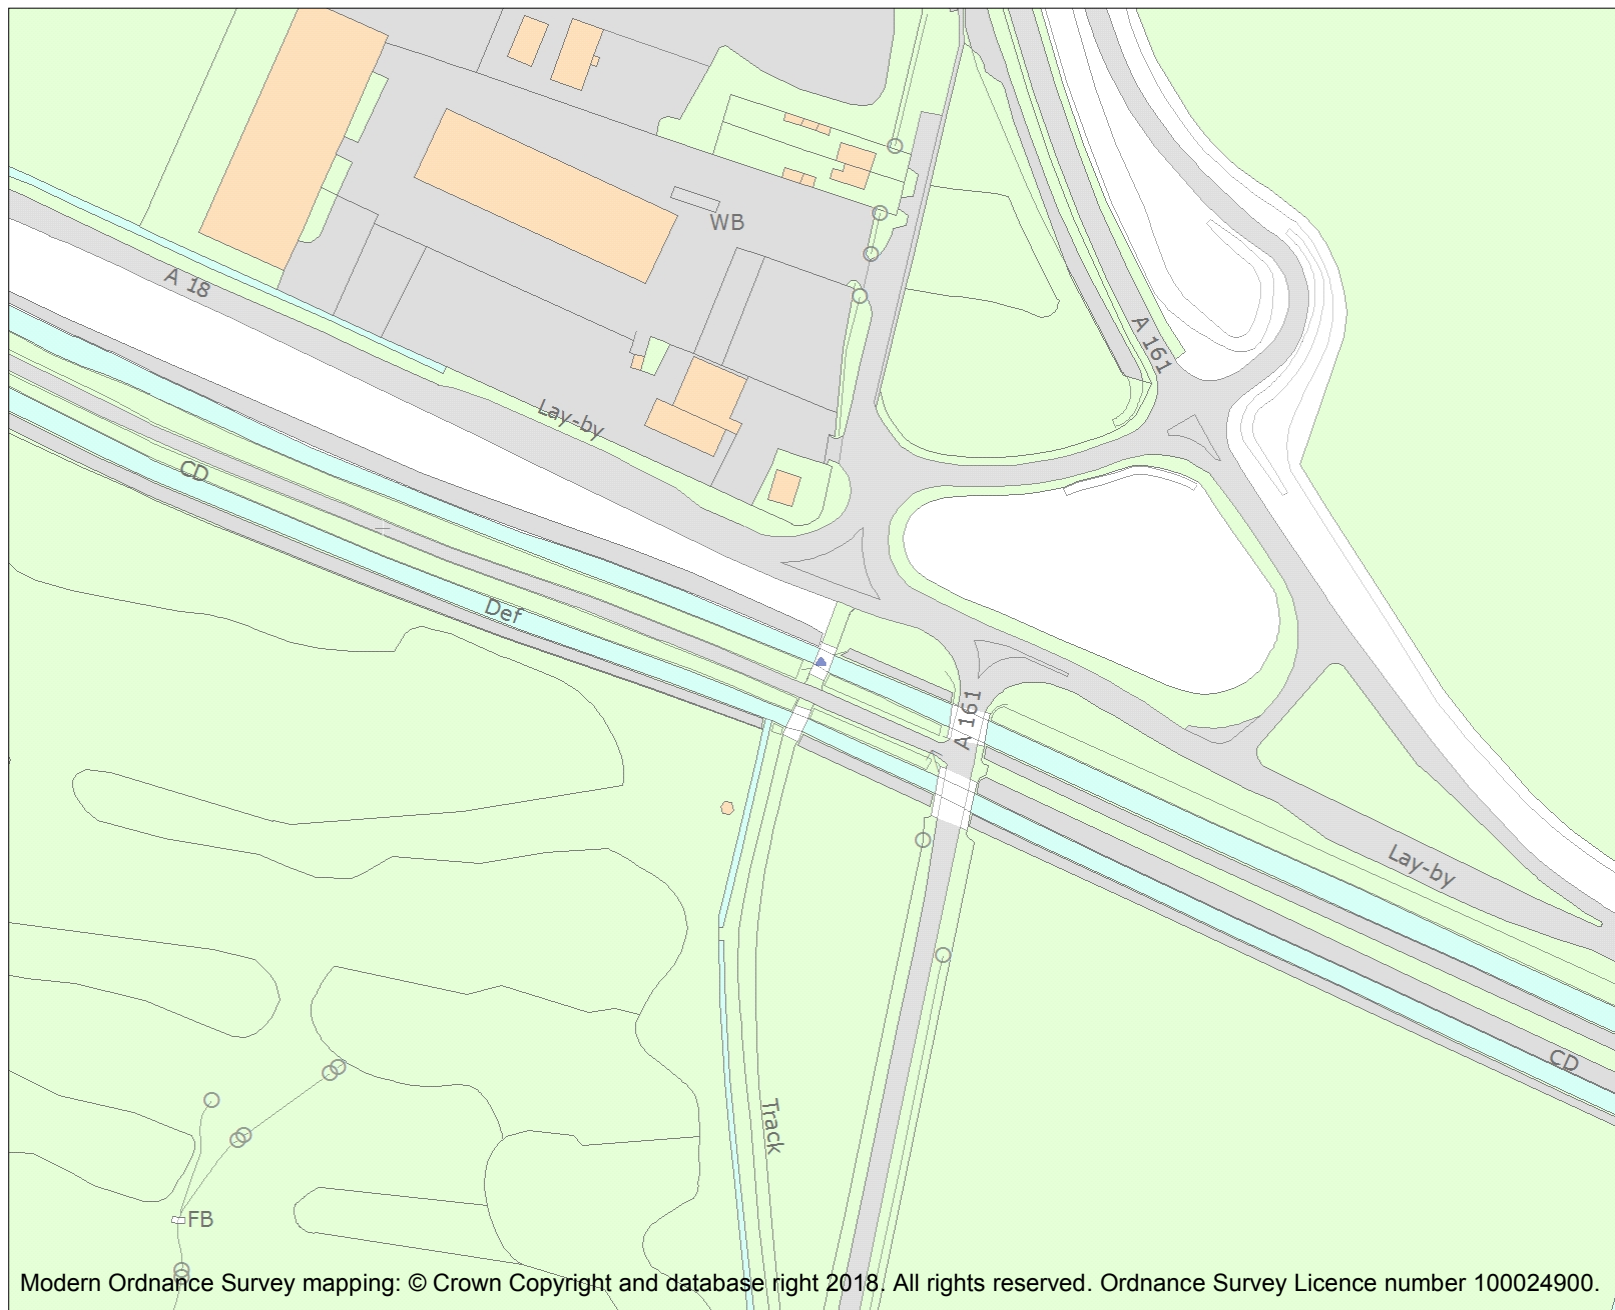 WB
A 18
A 161
Lay-by
CD
Def
A 161
Lay-by
CD
Track
FB
Modern Ordnance Survey mapping: © Crown Copyright and database right 2018. All rights reserved. Ordnance Survey Licence number 100024900.